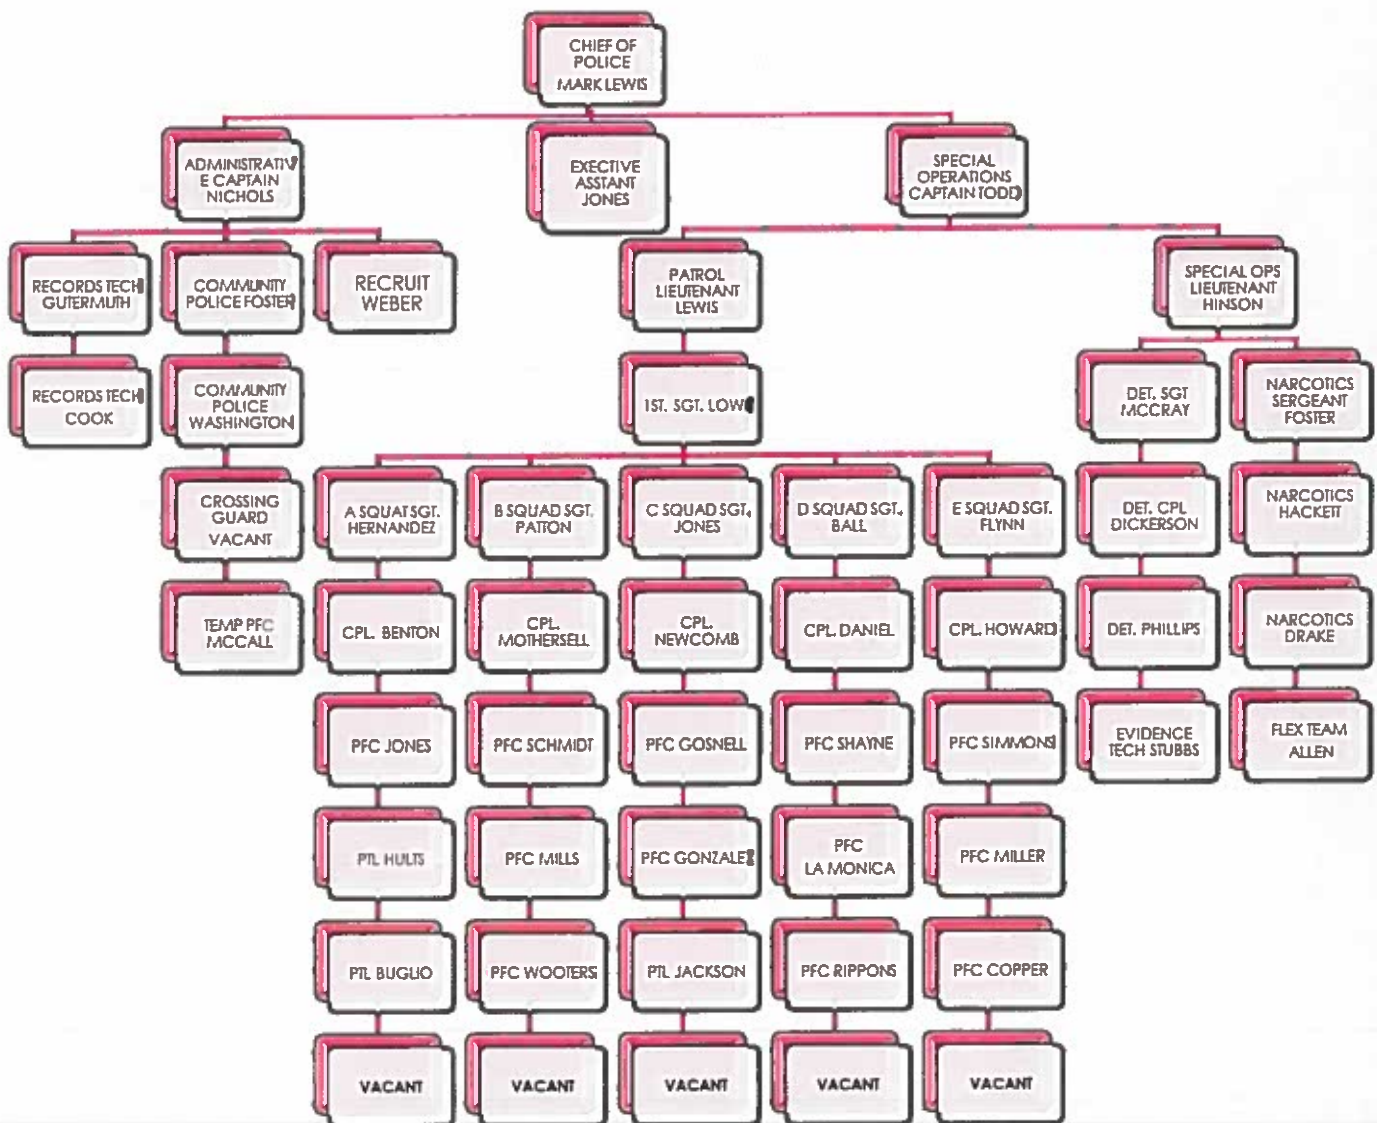 CHIEF OF
POLICE
MARK LEWIS
ADMINISTRATIV
E CAPTAIN
NICHOLS
EXECTIVE
ASSTANT
JONES
SPECIAL
OPERATIONS
CAPTAIN TODD
RECORDS TECH
GUTERMUTH
COMMUNITY
POLICE FOSTER
RECRUIT
WEBER
PATROL
LIEUTENANT
LEWIS
SPECIAL OPS
LIEUTENANT
HINSON
RECORDS TECH
COOK
COMMUNITY
POLICE
WASHINGTON
1ST. SGT. LOW
DET. SGT
MCCRAY
NARCOTICS
SERGEANT
FOSTER
CROSSING
GUARD
VACANT
A SQUAT SGT.
HERNANDEZ
B SQUAD SGT.
PATTON
C SQUAD SGT.
JONES
D SQUAD SGT.
BALL
E SQUAD SGT.
FLYNN
DET. CPL
DICKERSON
NARCOTICS
HACKETT
TEMP PFC
MCCALL
CPL. BENTON
CPL.
MOTHERSELL
CPL.
NEWCOMB
CPL. DANIEL
CPL. HOWARD
DET. PHILLIPS
NARCOTICS
DRAKE
PFC JONES
PFC SCHMIDT
PFC GOSNELL
PFC SHAYNE
PFC SIMMONS
EVIDENCE
TECH STUBBS
FLEX TEAM
ALLEN
PTL HULTS
PFC MILLS
PFC GONZALEZ
PFC
LA MONICA
PFC MILLER
PTL BUGLIO
PFC WOOTERS
PTL JACKSON
PFC RIPPONS
PFC COPPER
VACANT
VACANT
VACANT
VACANT
VACANT